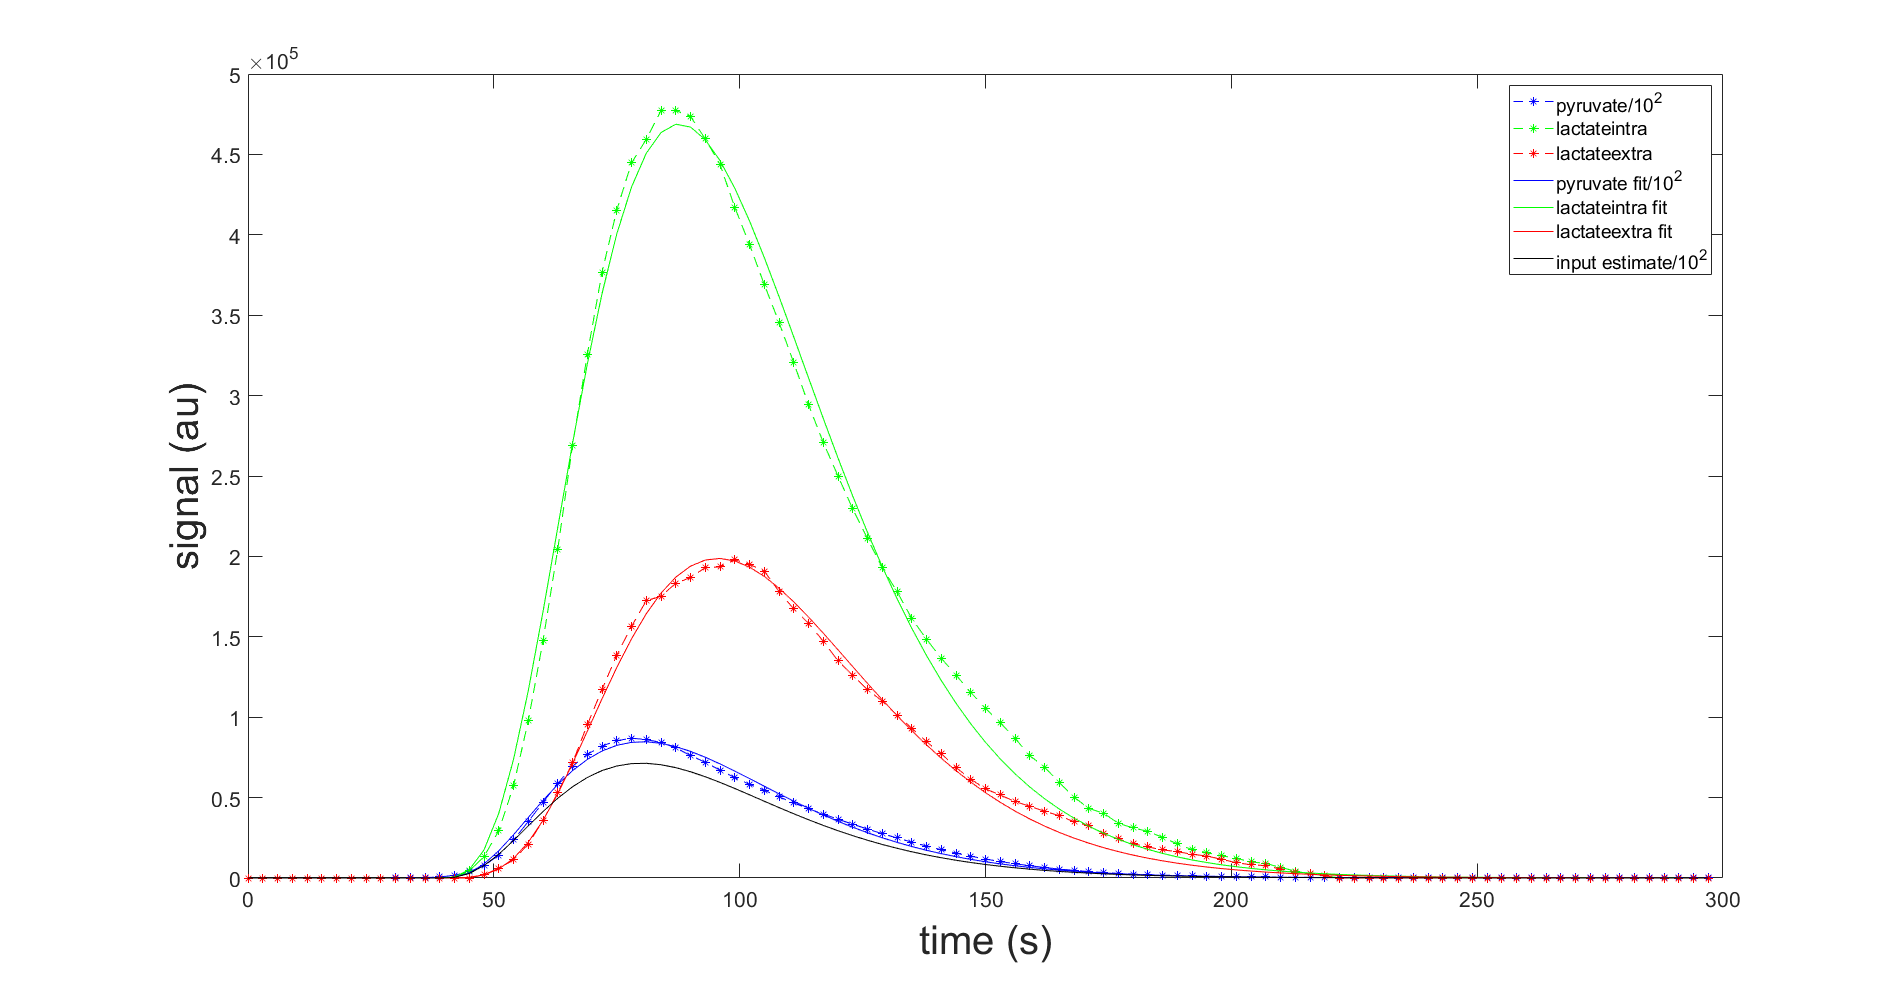 ×10^5
5
4.5
4
3.5
3
2.5
2
1.5
1
0.5
0
signal (au)
0 50 100 150 200 250 300
time (s)
pyruvate/10^2
lactateintra
lactateextra
pyruvate fit/10^2
lactateintra fit
lactateextra fit
input estimate/10^2